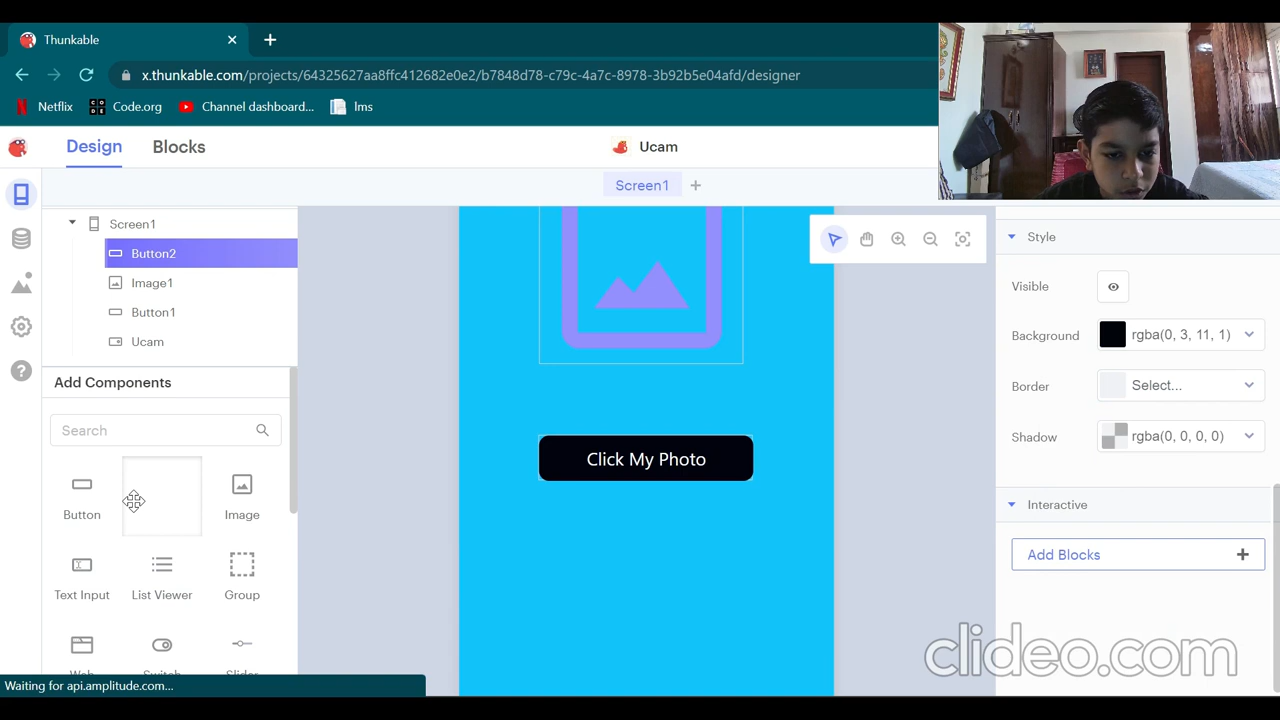 Thunkable
x.thunkable.com/projects/64325627aa8ffc412682e0e2/b7848d78-c79c-4a7c-8978-3b92b5e04afd/designer
Netflix
Code.org
Channel dashboard...
lms
Design
Blocks
Ucam
Screen1
Screen1
Button2
Image1
Button1
Ucam
Add Components
Search
Button
Image
Text Input
List Viewer
Group
Web
Switch
Slider
Click My Photo
Style
Visible
Background
rgba(0, 3, 11, 1)
Border
Select...
Shadow
rgba(0, 0, 0, 0)
Interactive
Add Blocks
Waiting for api.amplitude.com...
clideo.com